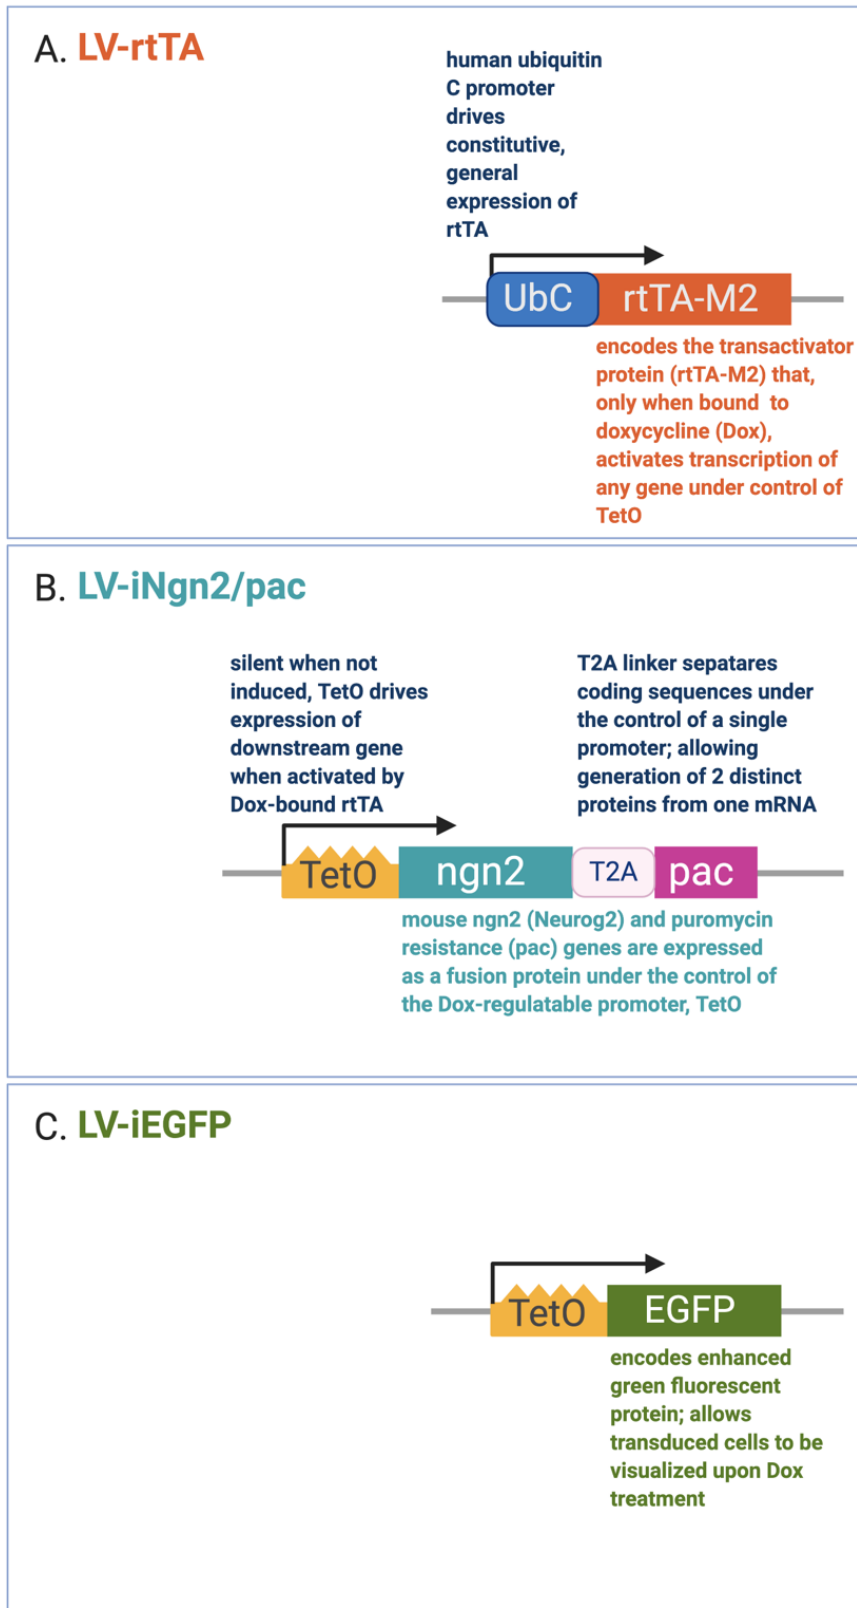 A. LV-rtTA
human ubiquitin
C promoter
drives
constitutive,
general
expression of
rtTA
UbC
rtTA-M2
encodes the transactivator
protein (rtTA-M2) that,
only when bound to
doxycycline (Dox),
activates transcription of
any gene under control of
TetO
B. LV-iNgn2/pac
silent when not
induced, TetO drives
expression of
downstream gene
when activated by
Dox-bound rtTA
T2A linker sepatares
coding sequences under
the control of a single
promoter; allowing
generation of 2 distinct
proteins from one mRNA
TetO
ngn2
T2A
pac
mouse ngn2 (Neurog2) and puromycin
resistance (pac) genes are expressed
as a fusion protein under the control of
the Dox-regulatable promoter, TetO
C. LV-iEGFP
TetO
EGFP
encodes enhanced
green fluorescent
protein; allows
transduced cells to be
visualized upon Dox
treatment